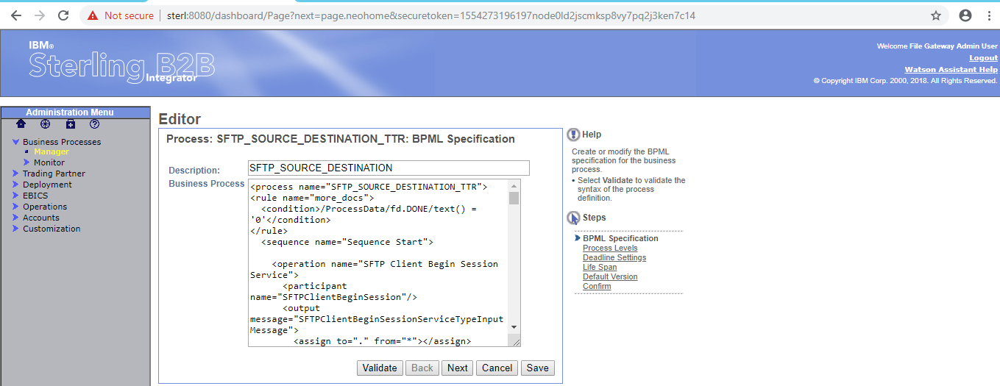 Not secure | sterl:8080/dashboard/Page?next=page.neohome&securetoken=1554273196197node0ld2jscmksp8vy7pq2j3ken7c14
IBM®
Sterling B2B
Integrator
Welcome File Gateway Admin User
Logout
Watson Assistant Help
© Copyright IBM Corp. 2000, 2018. All Rights Reserved.
Administration Menu
Business Processes
Manager
Monitor
Trading Partner
Deployment
EBICS
Operations
Accounts
Customization
Editor
Process: SFTP_SOURCE_DESTINATION_TTR: BPML Specification
Description:
SFTP_SOURCE_DESTINATION
Business Process
<process name="SFTP_SOURCE_DESTINATION_TTR">
<rule name="more_docs">
<condition>/ProcessData/fd.DONE/text() =
'0'</condition>
</rule>
<sequence name="Sequence Start">
<operation name="SFTP Client Begin Session
Service">
<participant
name="SFTPClientBeginSession"/>
<output
message="SFTPClientBeginSessionServiceTypeInput
Message">
<assign to="." from="*"></assign>
Validate
Back
Next
Cancel
Save
Help
Create or modify the BPML
specification for the business
process.
• Select Validate to validate the
syntax of the process
definition.
Steps
BPML Specification
Process Levels
Deadline Settings
Life Span
Default Version
Confirm